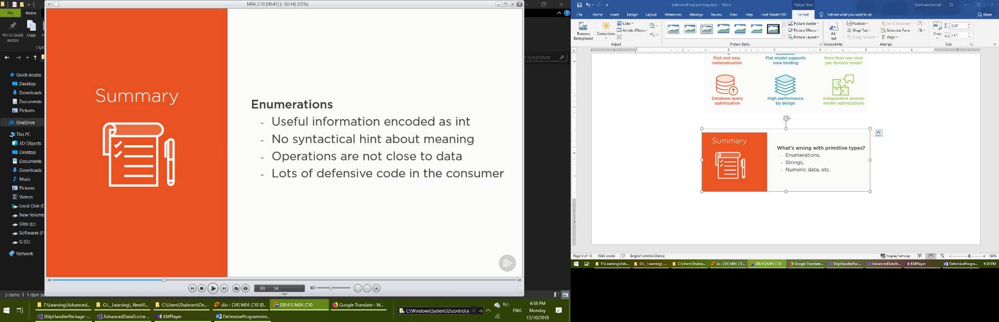 M04_C10 [00:41] [- 02:14] (23%)
File
Home
Pin to Quick access
Copy
Quick access
Desktop
Downloads
Documents
Pictures
OneDrive
This PC
3D Objects
Desktop
Documents
Downloads
Music
Pictures
Videos
Local Disk (C
New Volume
Olds (E:)
Softwares (F:
G (G:)
Network
3 items
1 item se
Screenshots
Summary
Enumerations
- Useful information encoded as int
- No syntactical hint about meaning
- Operations are not close to data
- Lots of defensive code in the consumer
80 34
F:\Learning\Advanced...
G:\__Learning\_NewVi...
C:\Users\Shahram\On...
dio - [34] M04_C10 [0...
[00:41] M04_C10
Google Translate - M...
ShipHandlerPackage -...
AdvancedDataStrctre ...
KMPlayer
DefensiveProgrammin...
C:\Windows\System32\control.e
ENG
4:38 PM
Monday
12/10/2018
DefensiveProgramming.docx - Word
Picture Tools
Shahram komeili
File Home Insert Design Layout References Mailings Review View Help Foxit Reader PDF Format Tell me what you want to do
Share
Remove Background
Corrections
Color
Artistic Effects
Adjust
Picture Styles
Picture Border
Picture Effects
Picture Layout
Alt Text
Accessibility
Position
Wrap Text
Bring Forward
Send Backward
Selection Pane
Align
Arrange
Crop
1.36"
3.67"
Size
Fast and easy materialization
Flat model supports view binding
More than one view per domain model
Database query optimization
High performance by design
Independent domain model optimizations
Summary
What's wrong with primitive types?
- Enumerations,
- Strings,
- Numeric data, etc.
Page 9 of 10
1046 words
English (United States)
Display Settings
160%
F:\Learning\Adv...
G:\__Learning\_...
C:\Users\Shahra...
dio - [34] M04_C1...
[00:41] M04_C10
Google Translate...
ShipHandlerPac...
AdvancedDataSt...
KMPlayer
DefensiveProgra...
4:38 PM